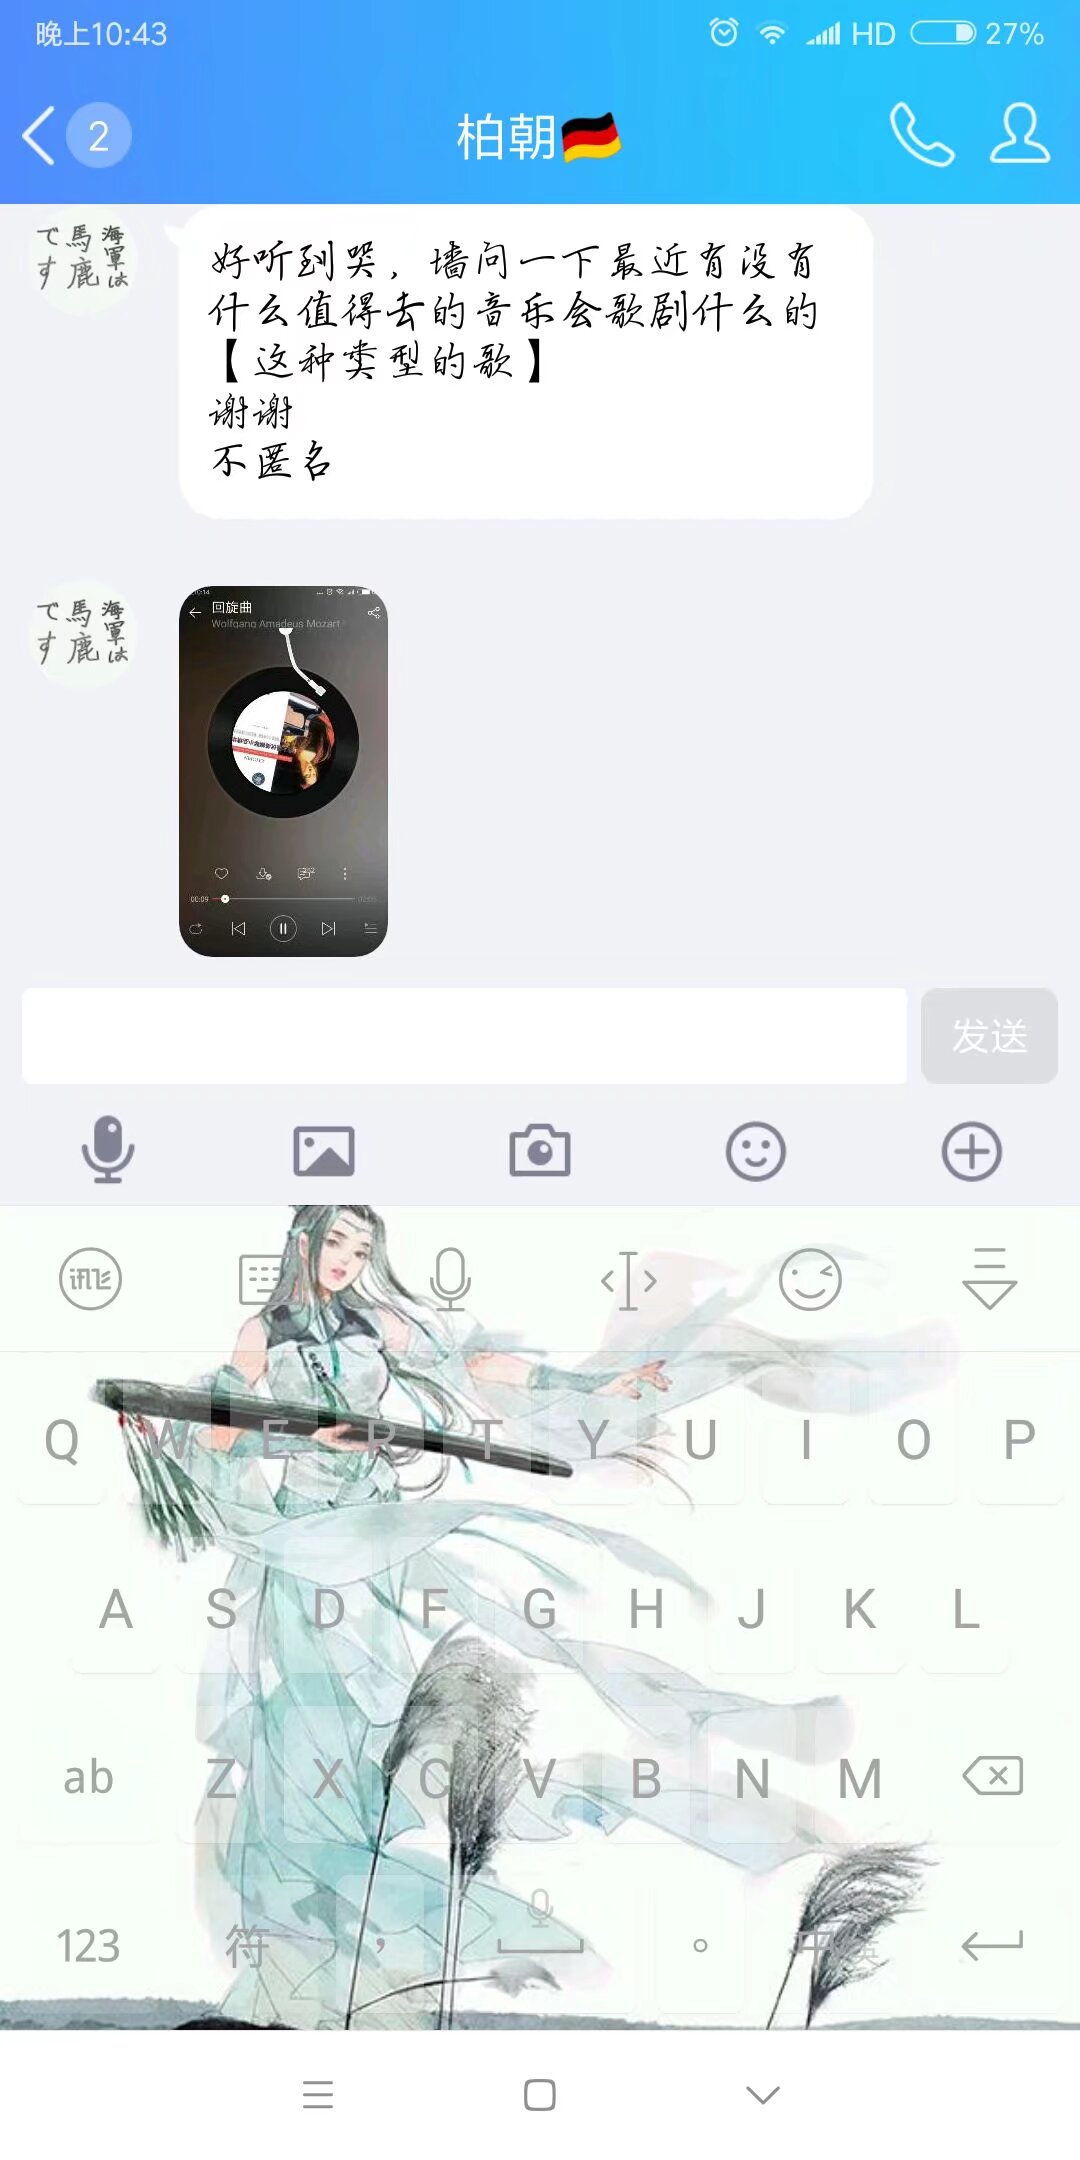 晚上10:43
HD
27%
2
柏朝🇩🇪
海軍は
馬鹿
です
好听到哭，墙问一下最近有没有
什么值得去的音乐会歌剧什么的
【这种类型的歌】
谢谢
不匿名
海軍は
馬鹿
です
回旋曲
Wolfgang Amadeus Mozart
00:09
发送
讯飞
Q W E R T Y U I O P
A S D F G H J K L
ab Z X C V B N M
123 符 ， 。 中/英